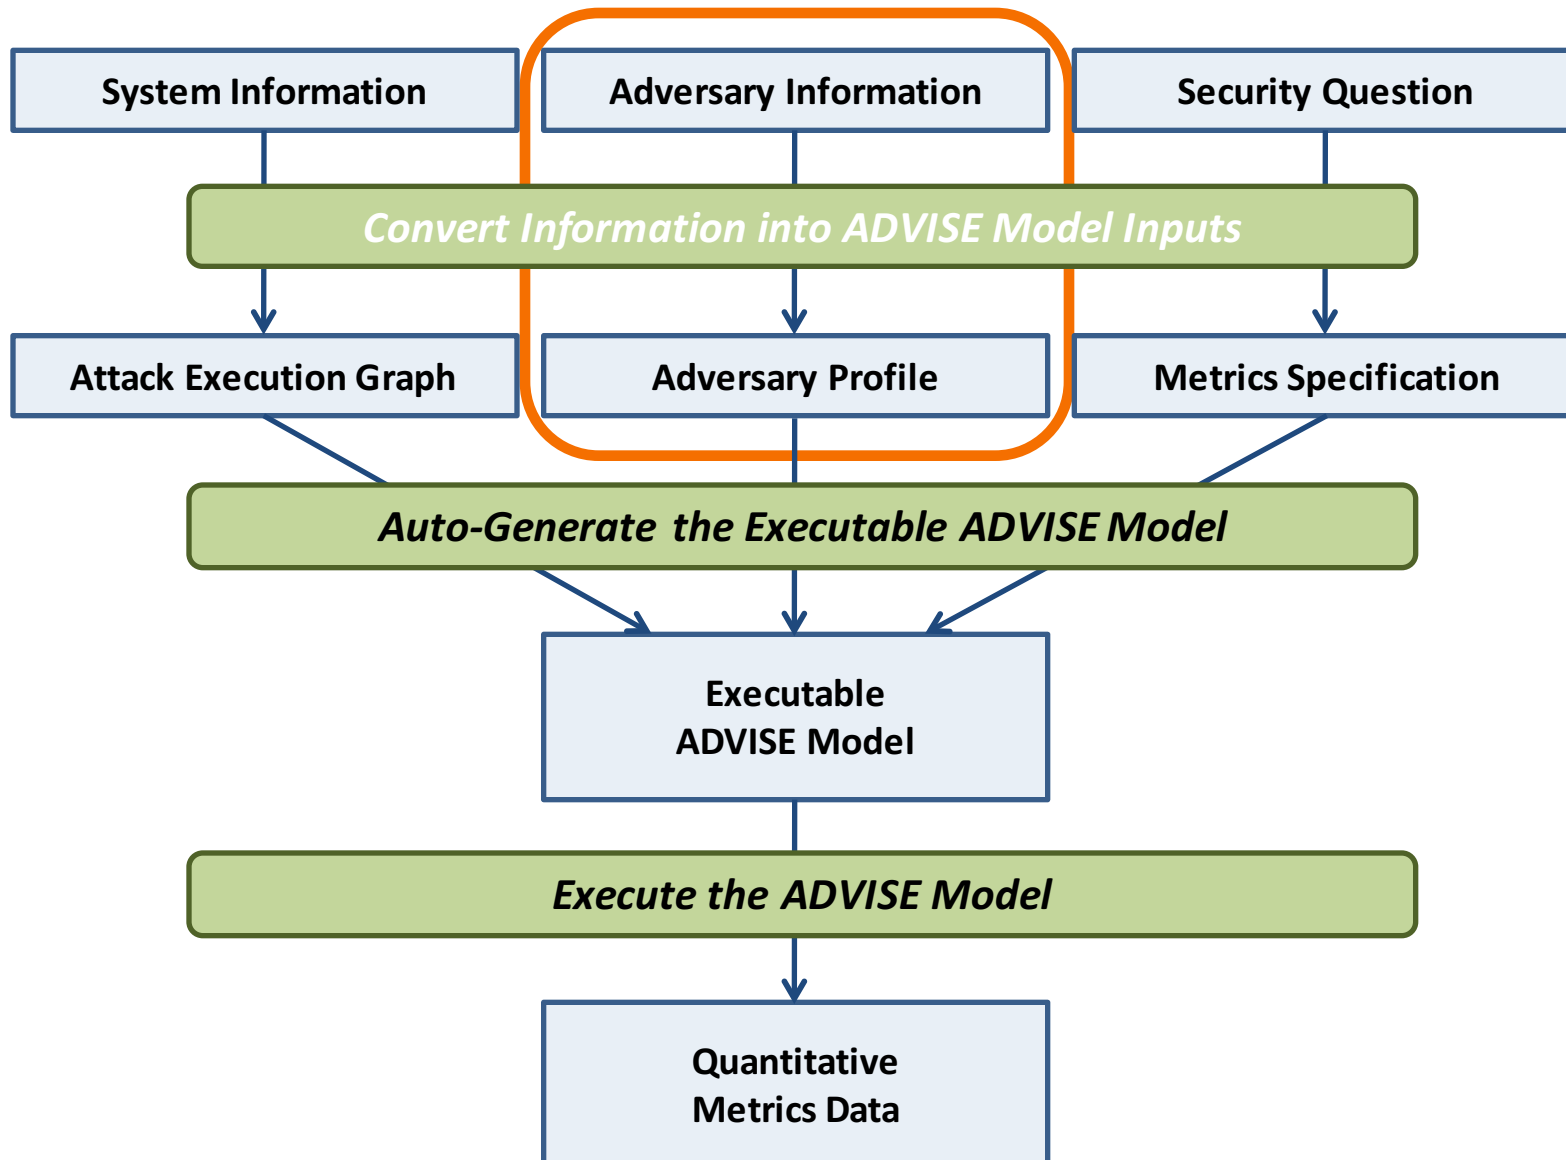 System Information
Adversary Information
Security Question
Convert Information into ADVISE Model Inputs
Attack Execution Graph
Adversary Profile
Metrics Specification
Auto-Generate the Executable ADVISE Model
Executable
ADVISE Model
Execute the ADVISE Model
Quantitative
Metrics Data